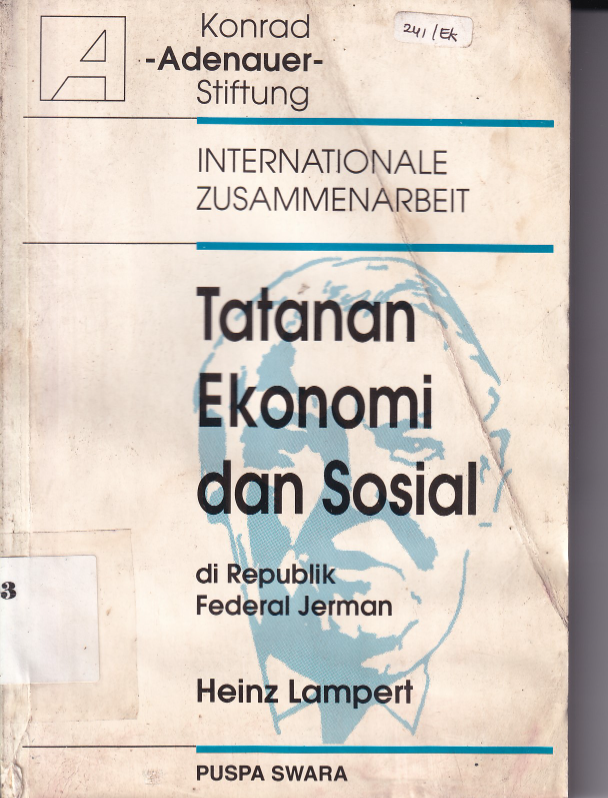 Konrad
-Adenauer-
Stiftung
241/Ek
INTERNATIONALE
ZUSAMMENARBEIT
Tatanan
Ekonomi
dan Sosial
di Republik
Federal Jerman
3
Heinz Lampert
PUSPA SWARA